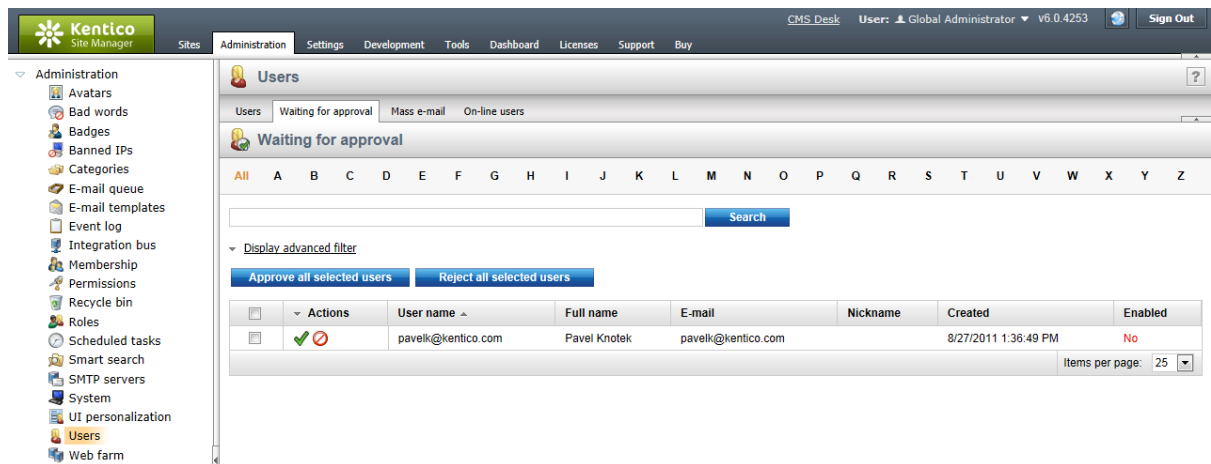 Kentico
Site Manager
CMS Desk User: Global Administrator v6.0.4253 Sign Out
Sites Administration Settings Development Tools Dashboard Licenses Support Buy
Administration
Avatars
Bad words
Badges
Banned IPs
Categories
E-mail queue
E-mail templates
Event log
Integration bus
Membership
Permissions
Recycle bin
Roles
Scheduled tasks
Smart search
SMTP servers
System
UI personalization
Users
Web farm
Users ?
Users Waiting for approval Mass e-mail On-line users
Waiting for approval
All A B C D E F G H I J K L M N O P Q R S T U V W X Y Z
Search
Display advanced filter
Approve all selected users Reject all selected users
Actions User name Full name E-mail Nickname Created Enabled
pavelk@kentico.com Pavel Knotek pavelk@kentico.com 8/27/2011 1:36:49 PM No
Items per page: 25